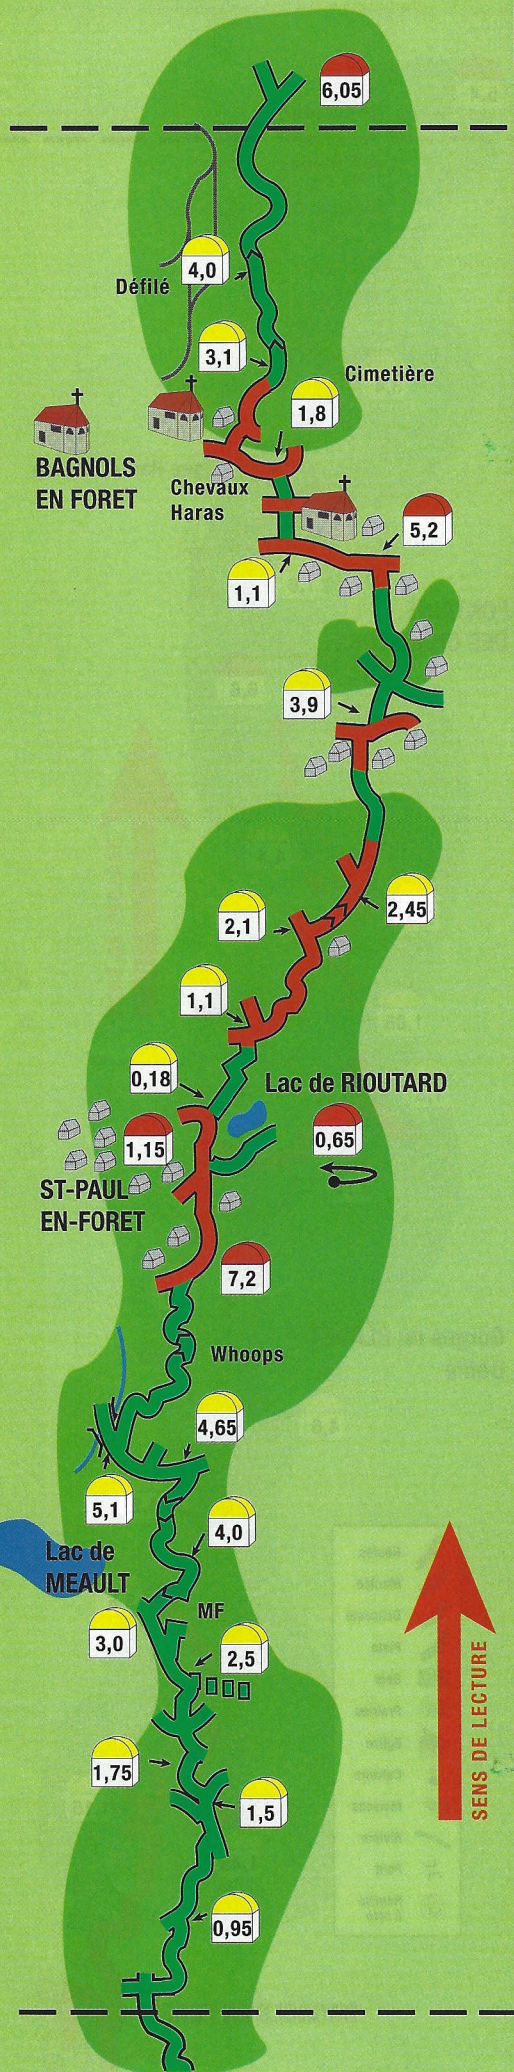 6,05
4,0
Défilé
3,1
Cimetière
1,8
BAGNOLS
EN FORET
Chevaux
Haras
5,2
1,1
3,9
2,45
2,1
1,1
0,18
Lac de RIOUTARD
1,15
0,65
ST-PAUL
EN-FORET
7,2
Whoops
4,65
5,1
4,0
Lac de
MEAULT
MF
3,0
2,5
SENS DE LECTURE
1,75
1,5
0,95